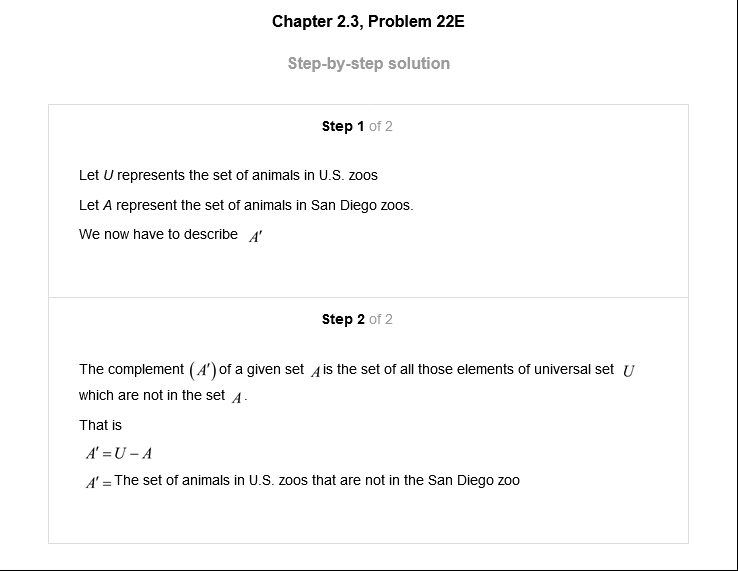 Chapter 2.3, Problem 22E
Step-by-step solution
Step 1 of 2
Let U represents the set of animals in U.S. zoos
Let A represent the set of animals in San Diego zoos.
We now have to describe A′
Step 2 of 2
The complement (A′) of a given set A is the set of all those elements of universal set U
which are not in the set A.
That is
A′ = U − A
A′ = The set of animals in U.S. zoos that are not in the San Diego zoo